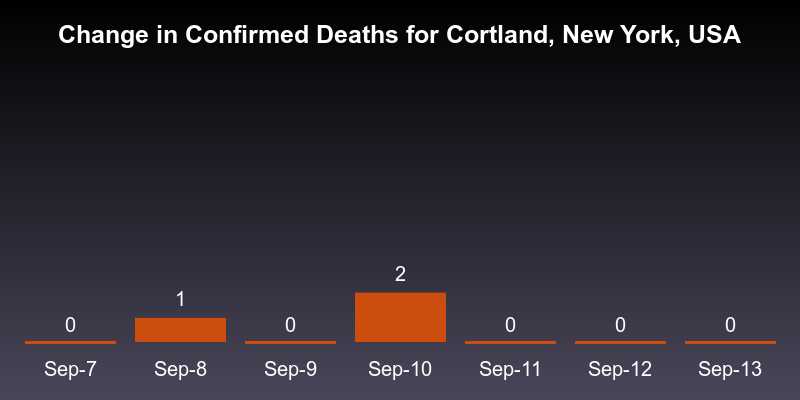 Change in Confirmed Deaths for Cortland, New York, USA
2
1
0 0 0 0 0
Sep-7 Sep-8 Sep-9 Sep-10 Sep-11 Sep-12 Sep-13